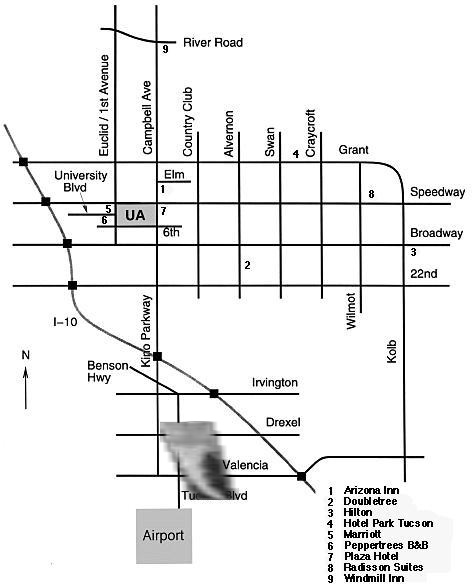 River Road
9
Euclid / 1st Avenue
Campbell Ave
Country Club
Alvernon
Swan
Craycroft
4
Grant
University
Blvd
Elm
1
8
Speedway
5
UA
7
6
6th
Broadway
3
2
22nd
I-10
Kino Parkway
Wilmot
Kolb
N
Benson
Hwy
Irvington
Drexel
Valencia
Blvd
Airport
1 Arizona Inn
2 Doubletree
3 Hilton
4 Hotel Park Tucson
5 Marriott
6 Peppertrees B&B
7 Plaza Hotel
8 Radisson Suites
9 Windmill Inn